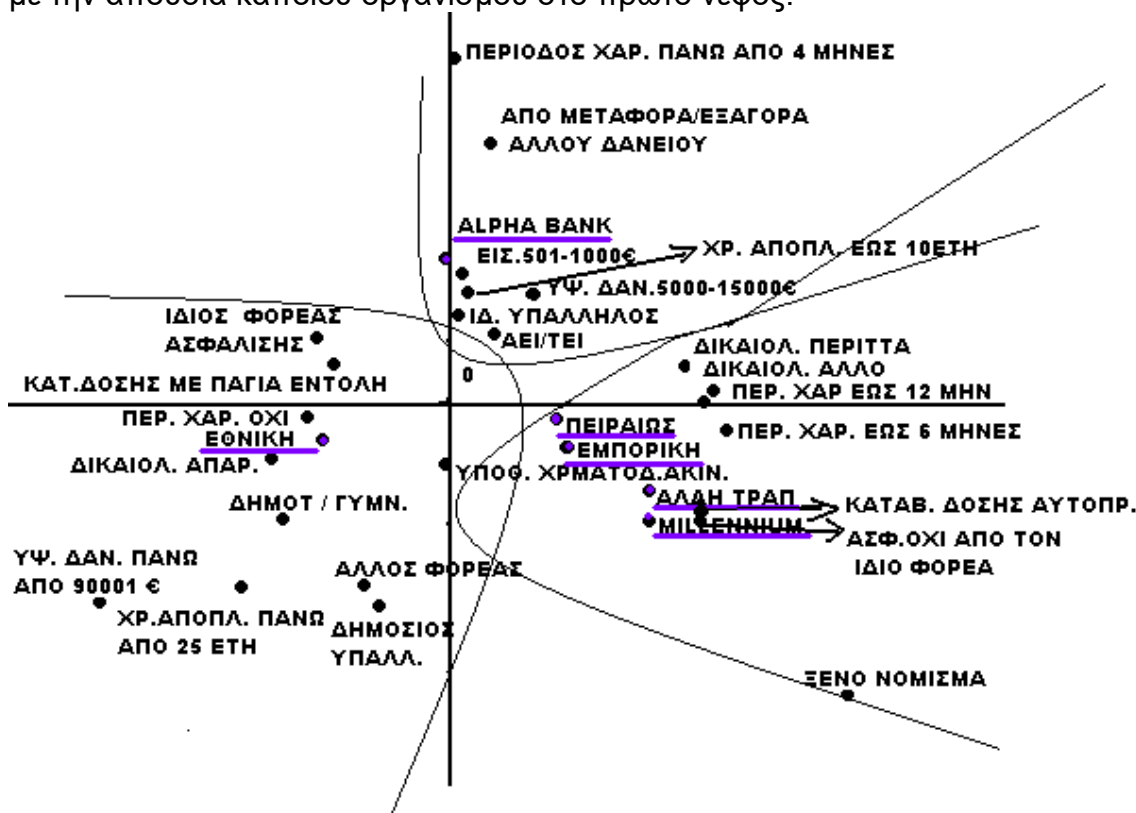 με την απουσία κάποιου οργανισμού στο πρώτο νέφος.
ΠΕΡΙΟΔΟΣ ΧΑΡ. ΠΑΝΩ ΑΠΟ 4 ΜΗΝΕΣ
ΑΠΟ ΜΕΤΑΦΟΡΑ/ΕΞΑΓΟΡΑ
ΑΛΛΟΥ ΔΑΝΕΙΟΥ
ALPHA BANK
ΕΙΣ.501-1000€
ΧΡ. ΑΠΟΠΛ. ΕΩΣ 10ΕΤΗ
ΥΨ. ΔΑΝ.5000-15000€
ΙΔ. ΥΠΑΛΛΗΛΟΣ
ΑΕΙ/ΤΕΙ
ΙΔΙΟΣ ΦΟΡΕΑΣ
ΑΣΦΑΛΙΣΗΣ
ΚΑΤ.ΔΟΣΗΣ ΜΕ ΠΑΓΙΑ ΕΝΤΟΛΗ
0
ΔΙΚΑΙΟΛ. ΠΕΡΙΤΤΑ
ΔΙΚΑΙΟΛ. ΑΛΛΟ
ΠΕΡ. ΧΑΡ ΕΩΣ 12 ΜΗΝ
ΠΕΡ. ΧΑΡ. ΟΧΙ
ΕΘΝΙΚΗ
ΔΙΚΑΙΟΛ. ΑΠΑΡ.
ΠΕΙΡΑΙΩΣ
ΠΕΡ. ΧΑΡ. ΕΩΣ 6 ΜΗΝΕΣ
ΕΜΠΟΡΙΚΗ
ΥΠΟΘ. ΧΡΜΑΤΟΔ.ΑΚΙΝ.
ΔΗΜΟΤ / ΓΥΜΝ.
ΑΛΛΗ ΤΡΑΠ
ΚΑΤΑΒ. ΔΟΣΗΣ ΑΥΤΟΠΡ.
MILLENNIUM
ΑΣΦ.ΟΧΙ ΑΠΟ ΤΟΝ
ΙΔΙΟ ΦΟΡΕΑ
ΥΨ. ΔΑΝ. ΠΑΝΩ
ΑΠΟ 90001 €
ΑΛΛΟΣ ΦΟΡΕΑΣ
ΧΡ.ΑΠΟΠΛ. ΠΑΝΩ
ΑΠΟ 25 ΕΤΗ
ΔΗΜΟΣΙΟΣ
ΥΠΑΛΛ.
ΞΕΝΟ ΝΟΜΙΣΜΑ